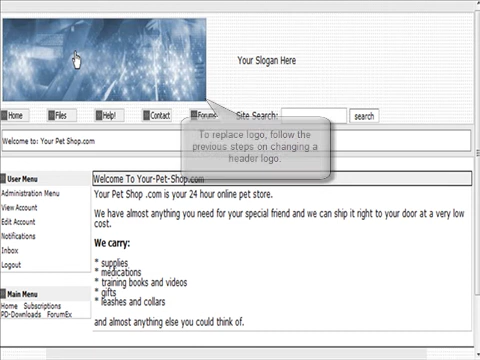 Your Slogan Here
Home Files Help! Contact Forums Site Search: search
To replace logo, follow the
previous steps on changing a
header logo.
Welcome to: Your Pet Shop.com
User Menu
Administration Menu
View Account
Edit Account
Notifications
Inbox
Logout
Main Menu
Home Subscriptions
PD-Downloads ForumEx
Welcome To Your-Pet-Shop.com
Your Pet Shop .com is your 24 hour online pet store.
We have almost anything you need for your special friend and we can ship it right to your door at a very low
cost.
We carry:
* supplies
* medications
* training books and videos
* gifts
* leashes and collars
and almost anything else you could think of.